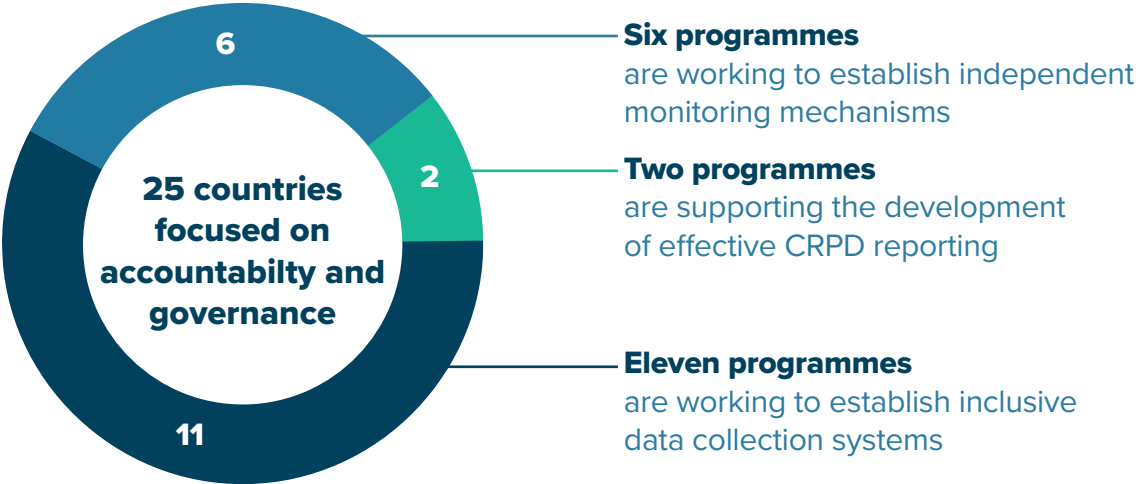 6
Six programmes
are working to establish independent
monitoring mechanisms
2
Two programmes
are supporting the development
of effective CRPD reporting
25 countries
focused on
accountabilty and
governance
11
Eleven programmes
are working to establish inclusive
data collection systems